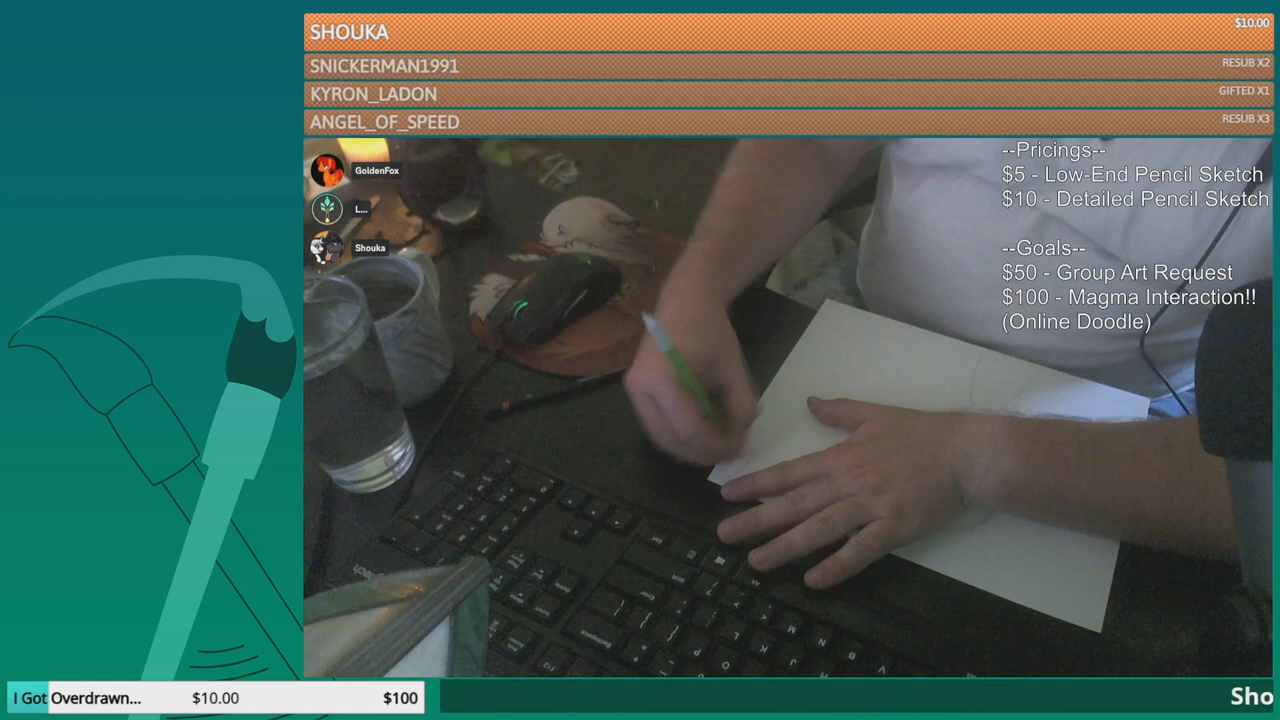 SHOUKA $10.00
SNICKERMAN1991 RESUB X2
KYRON_LADON GIFTED X1
ANGEL_OF_SPEED RESUB X3
GoldenFox
L...
Shouka
--Pricings--
$5 - Low-End Pencil Sketch
$10 - Detailed Pencil Sketch
--Goals--
$50 - Group Art Request
$100 - Magma Interaction!!
(Online Doodle)
I Got Overdrawn... $10.00 $100
Sho